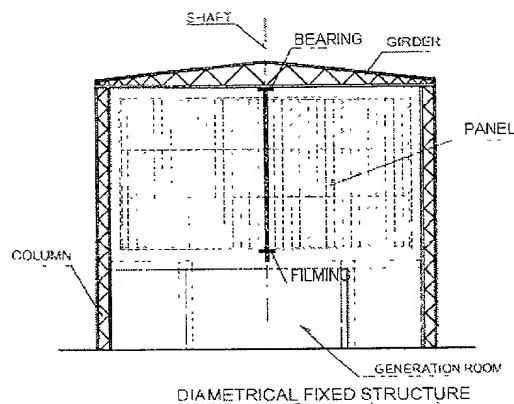 SHAFT
BEARING
GIRDER
PANEL
COLUMN
FILMING
GENERATION ROOM
DIAMETRICAL FIXED STRUCTURE